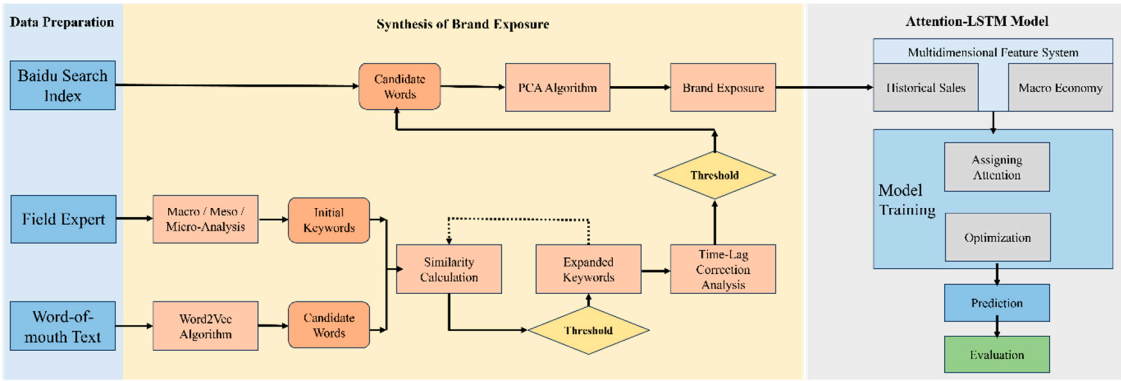 Data Preparation
Synthesis of Brand Exposure
Attention-LSTM Model
Baidu Search
Index
Candidate
Words
PCA Algorithm
Brand Exposure
Multidimensional Feature System
Historical Sales
Macro Economy
Threshold
Assigning
Attention
Model
Training
Optimization
Field Expert
Macro / Meso /
Micro-Analysis
Initial
Keywords
Similarity
Calculation
Expanded
Keywords
Time-Lag
Correction
Analysis
Word-of-
mouth Text
Word2Vec
Algorithm
Candidate
Words
Threshold
Prediction
Evaluation